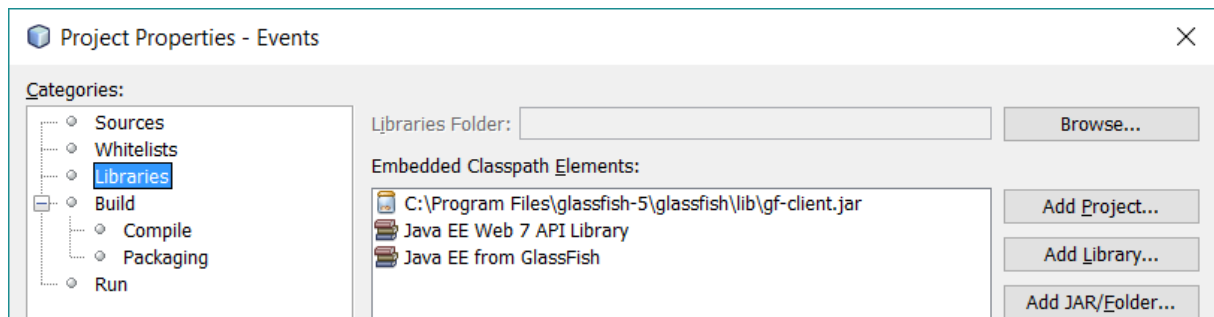 Project Properties - Events
Categories:
Sources
Whitelists
Libraries
Build
Compile
Packaging
Run
Libraries Folder:
Browse...
Embedded Classpath Elements:
C:\Program Files\glassfish-5\glassfish\lib\gf-client.jar
Java EE Web 7 API Library
Java EE from GlassFish
Add Project...
Add Library...
Add JAR/Folder...